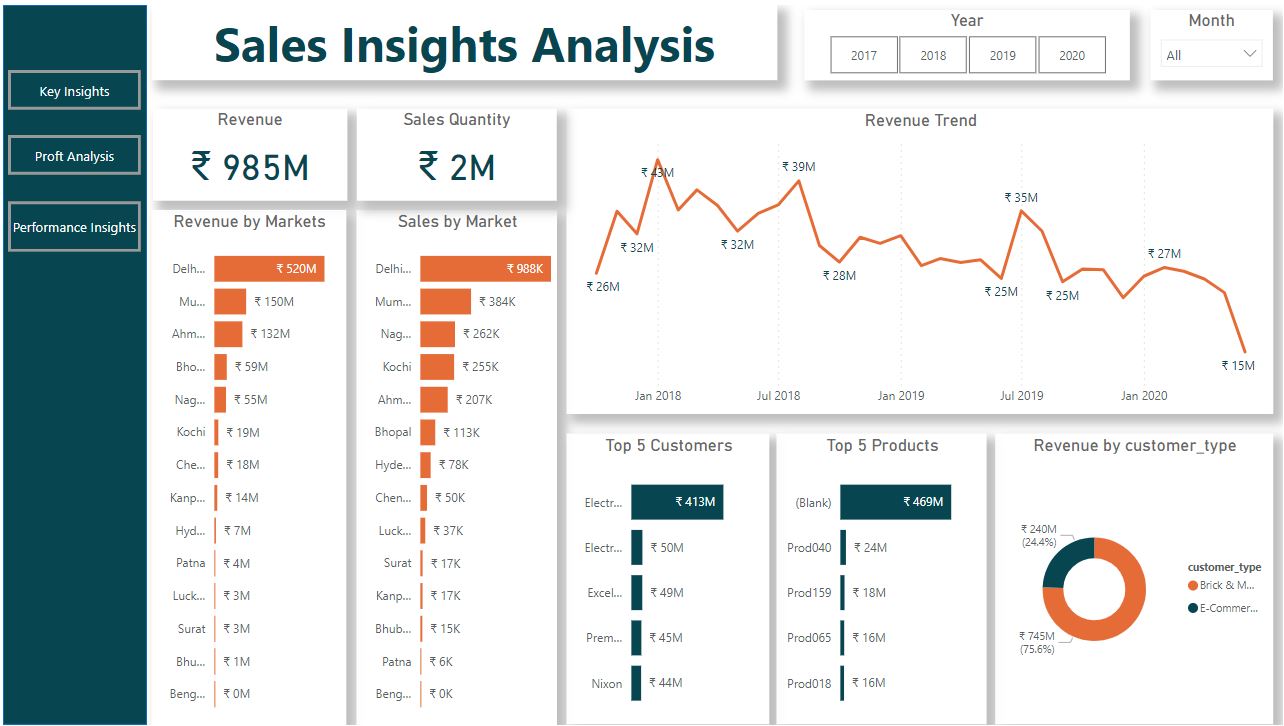 Sales Insights Analysis
Year
2017
2018
2019
2020
Month
All
Key Insights
Proft Analysis
Performance Insights
Revenue
₹ 985M
Sales Quantity
₹ 2M
Revenue by Markets
Delh... ₹ 520M
Mu... ₹ 150M
Ahm... ₹ 132M
Bho... ₹ 59M
Nag... ₹ 55M
Kochi ₹ 19M
Che... ₹ 18M
Kanp... ₹ 14M
Hyd... ₹ 7M
Patna ₹ 4M
Luck... ₹ 3M
Surat ₹ 3M
Bhu... ₹ 1M
Beng... ₹ 0M
Sales by Market
Delhi... ₹ 988K
Mum... ₹ 384K
Nag... ₹ 262K
Kochi ₹ 255K
Ahm... ₹ 207K
Bhopal ₹ 113K
Hyde... ₹ 78K
Chen... ₹ 50K
Luck... ₹ 37K
Surat ₹ 17K
Kanp... ₹ 17K
Bhub... ₹ 15K
Patna ₹ 6K
Beng... ₹ 0K
Revenue Trend
₹ 26M
₹ 32M
₹ 43M
₹ 32M
₹ 39M
₹ 28M
₹ 25M
₹ 35M
₹ 25M
₹ 27M
₹ 15M
Jan 2018
Jul 2018
Jan 2019
Jul 2019
Jan 2020
Top 5 Customers
Electr... ₹ 413M
Electr... ₹ 50M
Excel... ₹ 49M
Prem... ₹ 45M
Nixon ₹ 44M
Top 5 Products
(Blank) ₹ 469M
Prod040 ₹ 24M
Prod159 ₹ 18M
Prod065 ₹ 16M
Prod018 ₹ 16M
Revenue by customer_type
₹ 240M
(24.4%)
₹ 745M
(75.6%)
customer_type
Brick & M...
E-Commer...